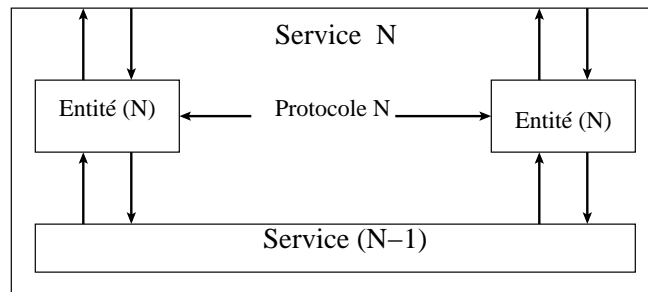 Service N
Entité (N)
Protocole N
Entité (N)
Service (N−1)